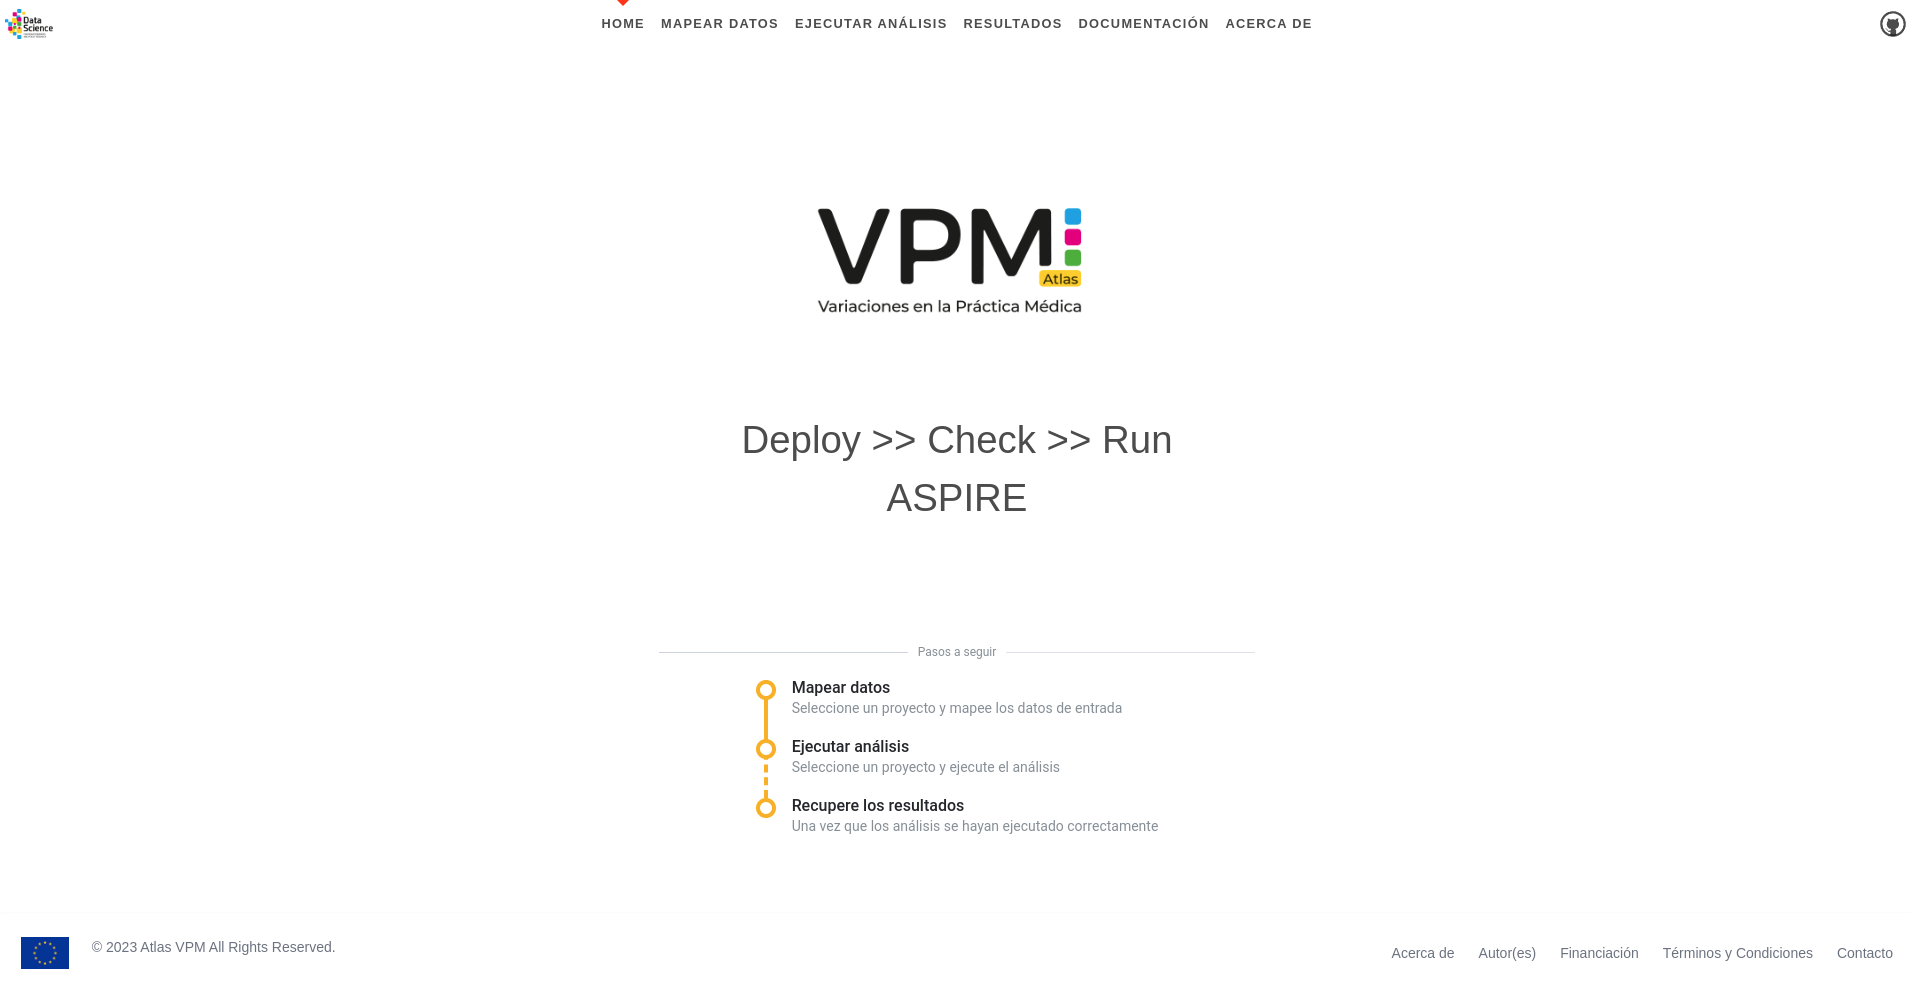 Data
Science
HOME MAPEAR DATOS EJECUTAR ANÁLISIS RESULTADOS DOCUMENTACIÓN ACERCA DE
VPM
Atlas
Variaciones en la Práctica Médica
Deploy >> Check >> Run
ASPIRE
Pasos a seguir
Mapear datos
Seleccione un proyecto y mapee los datos de entrada
Ejecutar análisis
Seleccione un proyecto y ejecute el análisis
Recupere los resultados
Una vez que los análisis se hayan ejecutado correctamente
© 2023 Atlas VPM All Rights Reserved.
Acerca de Autor(es) Financiación Términos y Condiciones Contacto